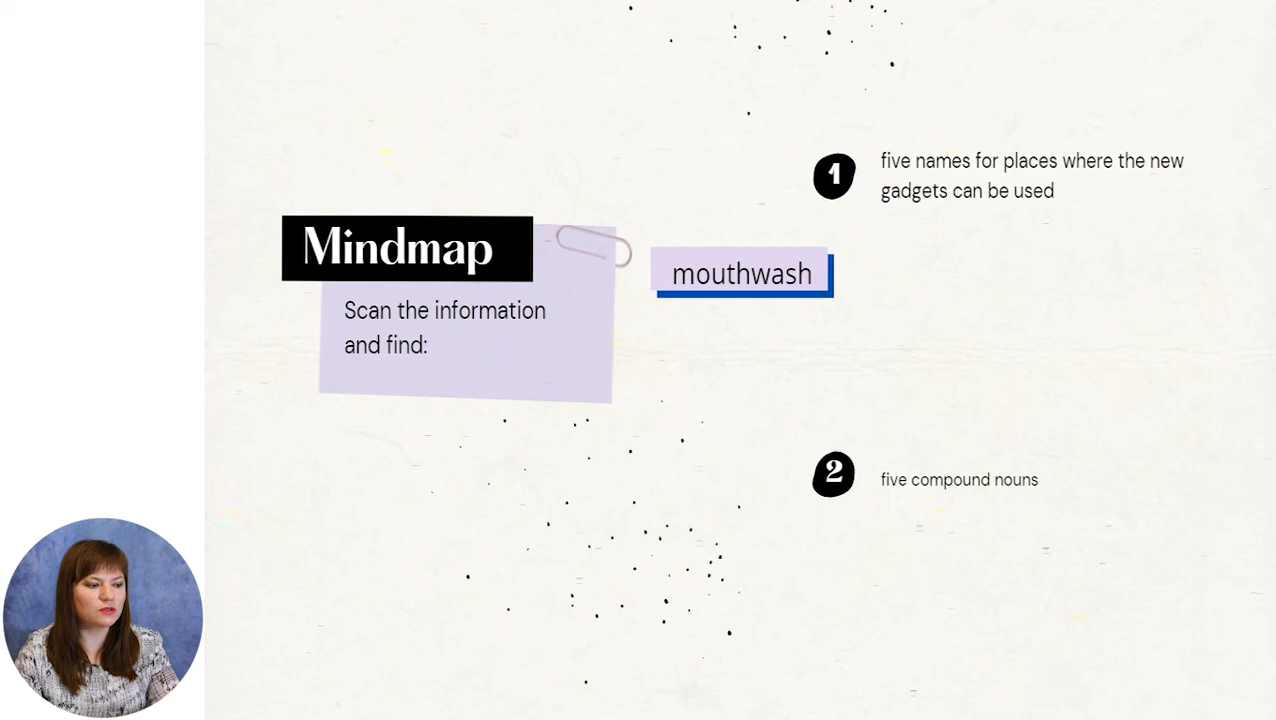 Mindmap
Scan the information
and find:
mouthwash
1
five names for places where the new
gadgets can be used
2
five compound nouns